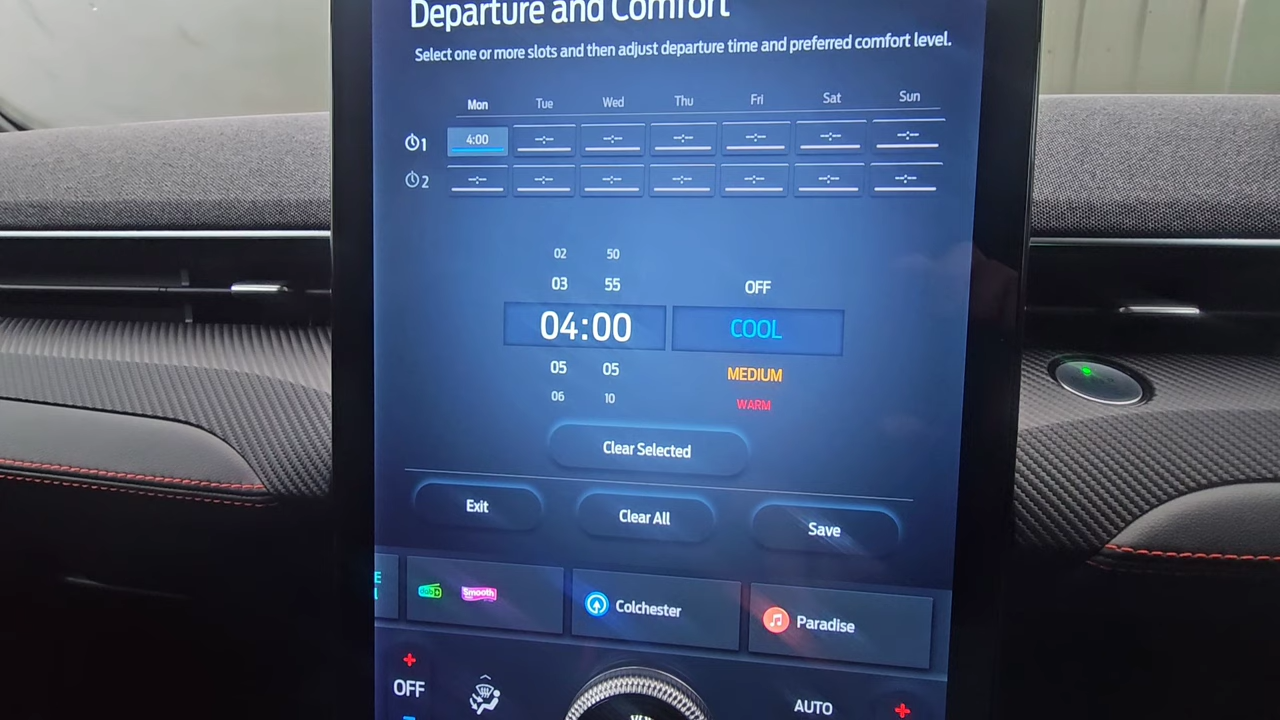 Departure and Comfort
Select one or more slots and then adjust departure time and preferred comfort level.
Mon Tue Wed Thu Fri Sat Sun
1 4:00 --:-- --:-- --:-- --:-- --:-- --:--
2 --:-- --:-- --:-- --:-- --:-- --:-- --:--
02 50
03 55 OFF
04:00 COOL
05 05 MEDIUM
06 10 WARM
Clear Selected
Exit Clear All Save
dab+ Smooth Colchester Paradise
OFF AUTO